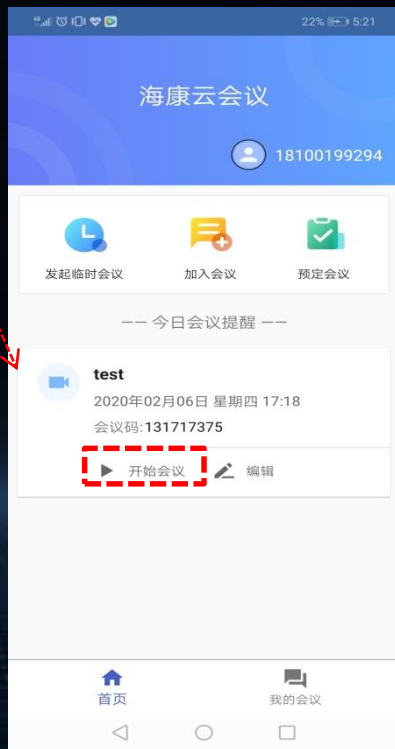 22% 5:21
海康云会议
18100199294
发起临时会议 加入会议 预定会议
—— 今日会议提醒 ——
test
2020年02月06日 星期四 17:18
会议码:131717375
开始会议 编辑
首页 我的会议